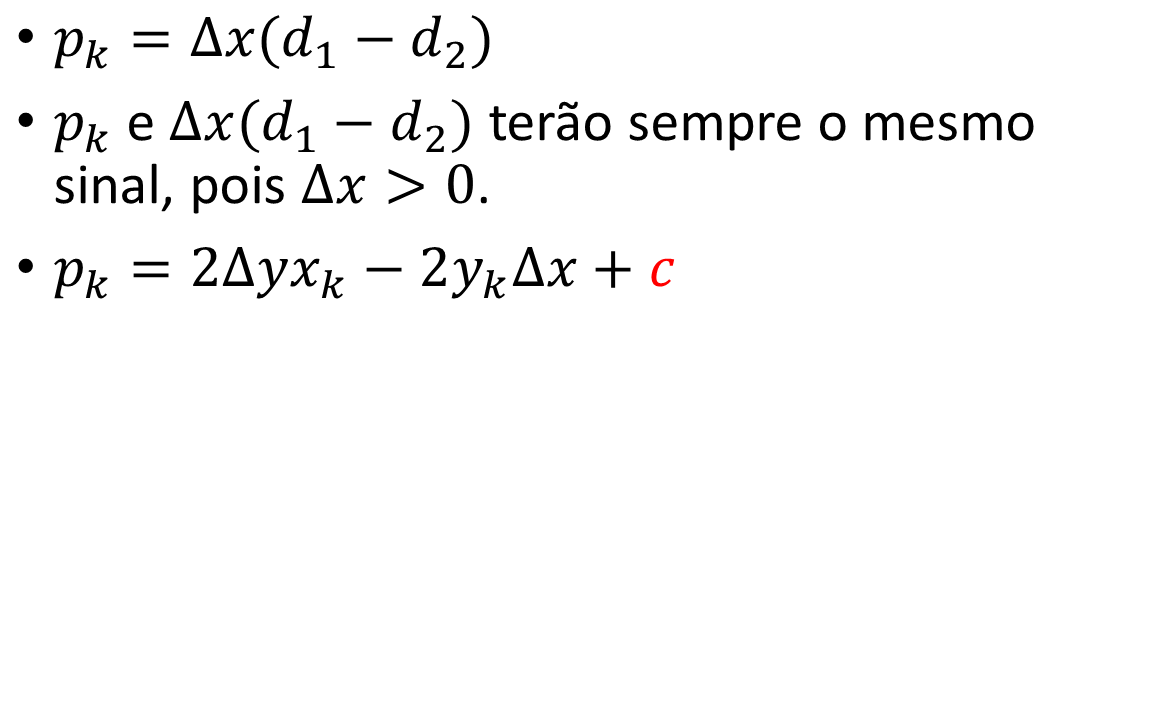 • 𝑝ₖ = Δ𝑥(𝑑₁ − 𝑑₂)
• 𝑝ₖ e Δ𝑥(𝑑₁ − 𝑑₂) terão sempre o mesmo
sinal, pois Δ𝑥 > 0.
• 𝑝ₖ = 2Δ𝑦𝑥ₖ − 2𝑦ₖΔ𝑥 + 𝑐